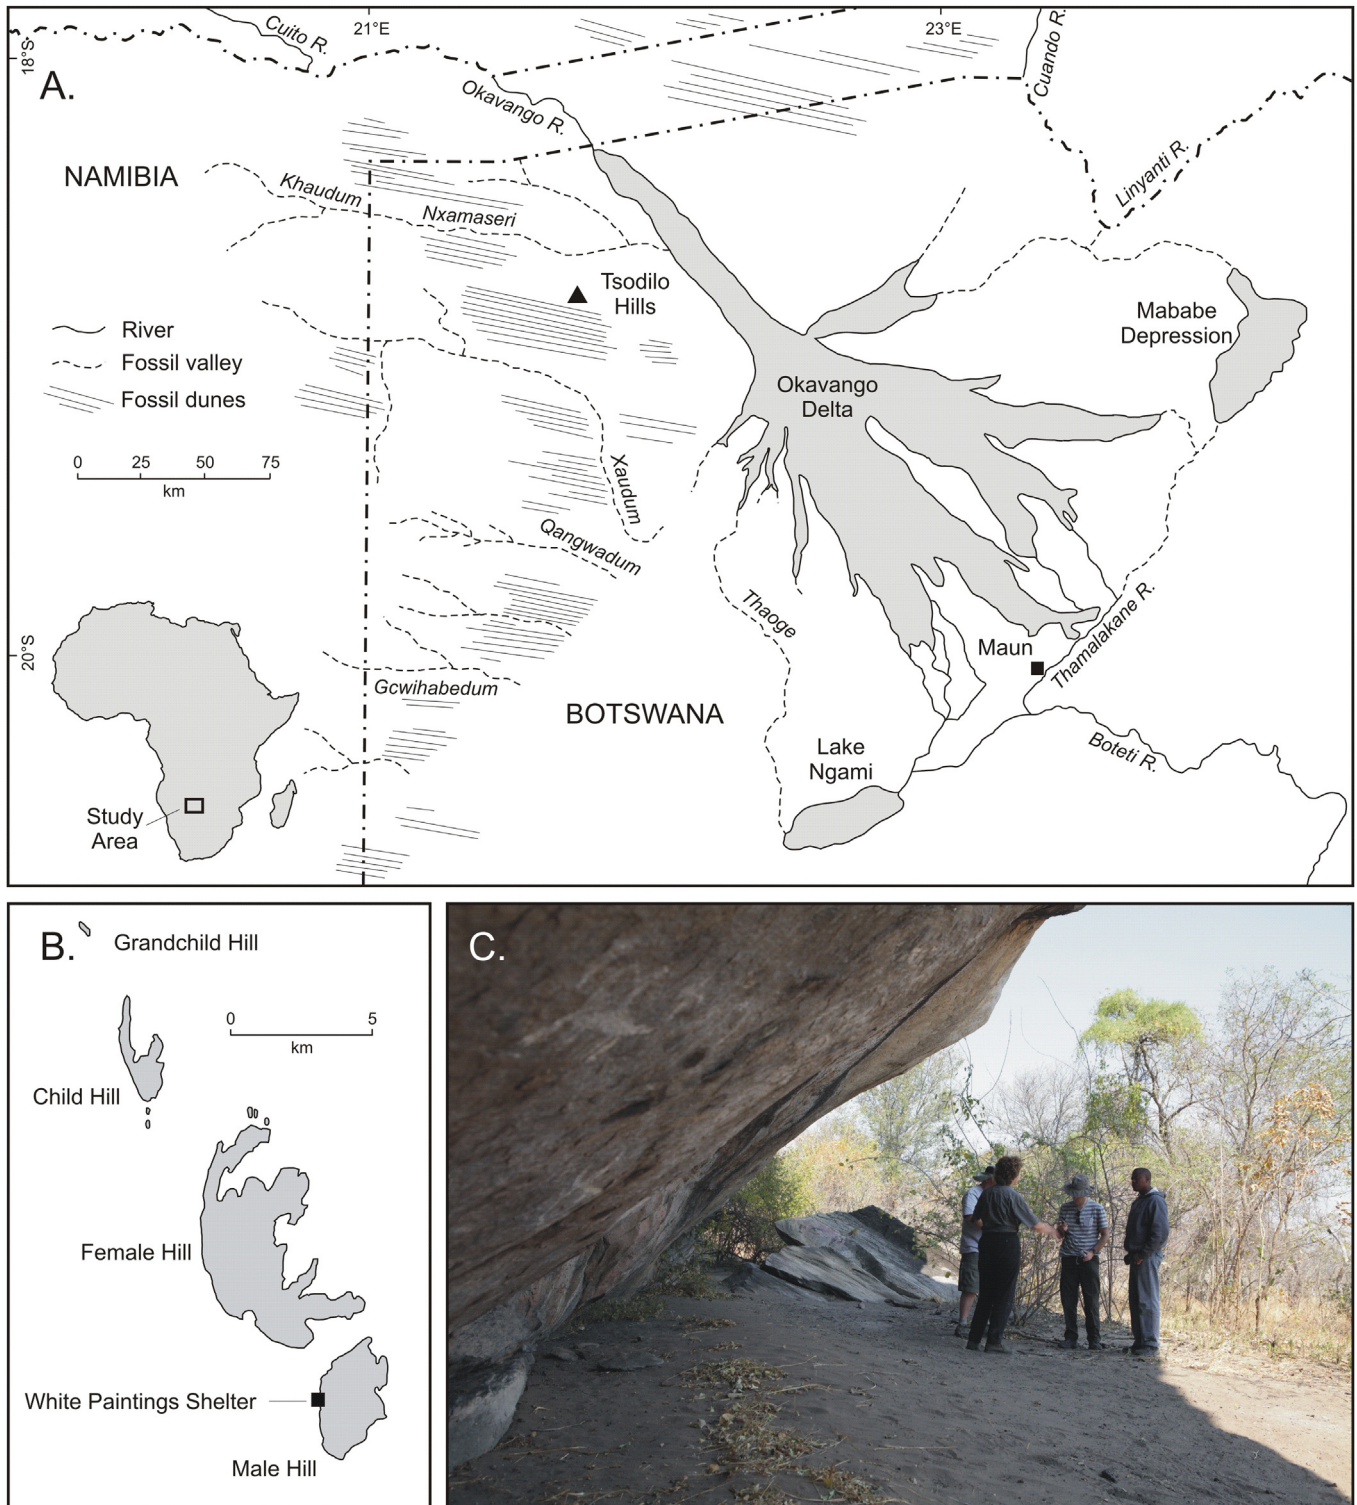 21°E
23°E
Cuito R.
18°S
A.
Okavango R.
Cuando R.
NAMIBIA
Khaudum
Nxamaseri
Linyanti R.
Tsodilo
Hills
Mababe
Depression
River
Fossil valley
Fossil dunes
Okavango
Delta
0 25 50 75
km
Xaudum
Qangwadum
Thaoge
20°S
Maun
Thamalakane R.
Gcwihabedum
BOTSWANA
Lake
Ngami
Boteti R.
Study
Area
B.
Grandchild Hill
0 5
km
Child Hill
Female Hill
White Paintings Shelter
Male Hill
C.